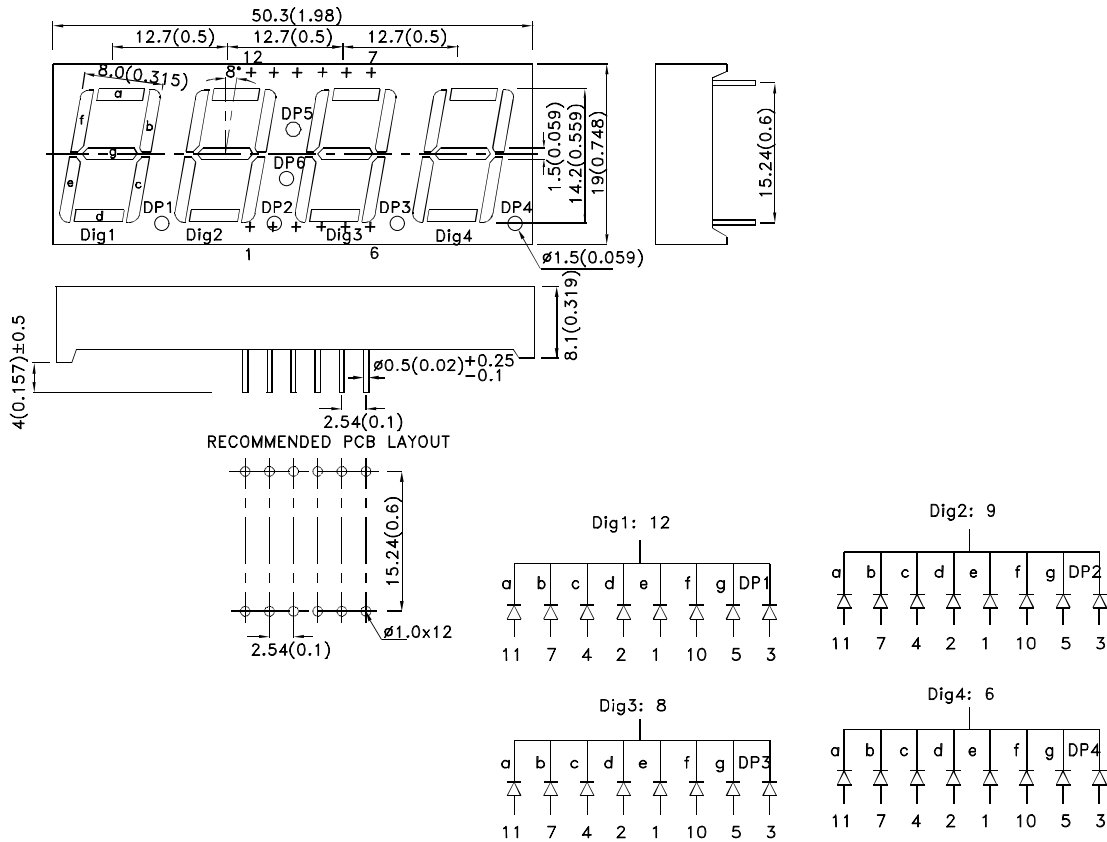 50.3(1.98)
12.7(0.5) 12.7(0.5) 12.7(0.5)
12 7
8.0(0.315) 8°
a
f b
g
e c
d
DP5
DP6
DP1 DP2 DP3 DP4
Dig1 Dig2 Dig3 Dig4
1 6
1.5(0.059)
14.2(0.559)
19(0.748)
ø1.5(0.059)
15.24(0.6)
8.1(0.319)
4(0.157)±0.5
ø0.5(0.02)+0.25
-0.1
2.54(0.1)
RECOMMENDED PCB LAYOUT
15.24(0.6)
ø1.0x12
2.54(0.1)
Dig1: 12
a b c d e f g DP1
11 7 4 2 1 10 5 3
Dig2: 9
a b c d e f g DP2
11 7 4 2 1 10 5 3
Dig3: 8
a b c d e f g DP3
11 7 4 2 1 10 5 3
Dig4: 6
a b c d e f g DP4
11 7 4 2 1 10 5 3